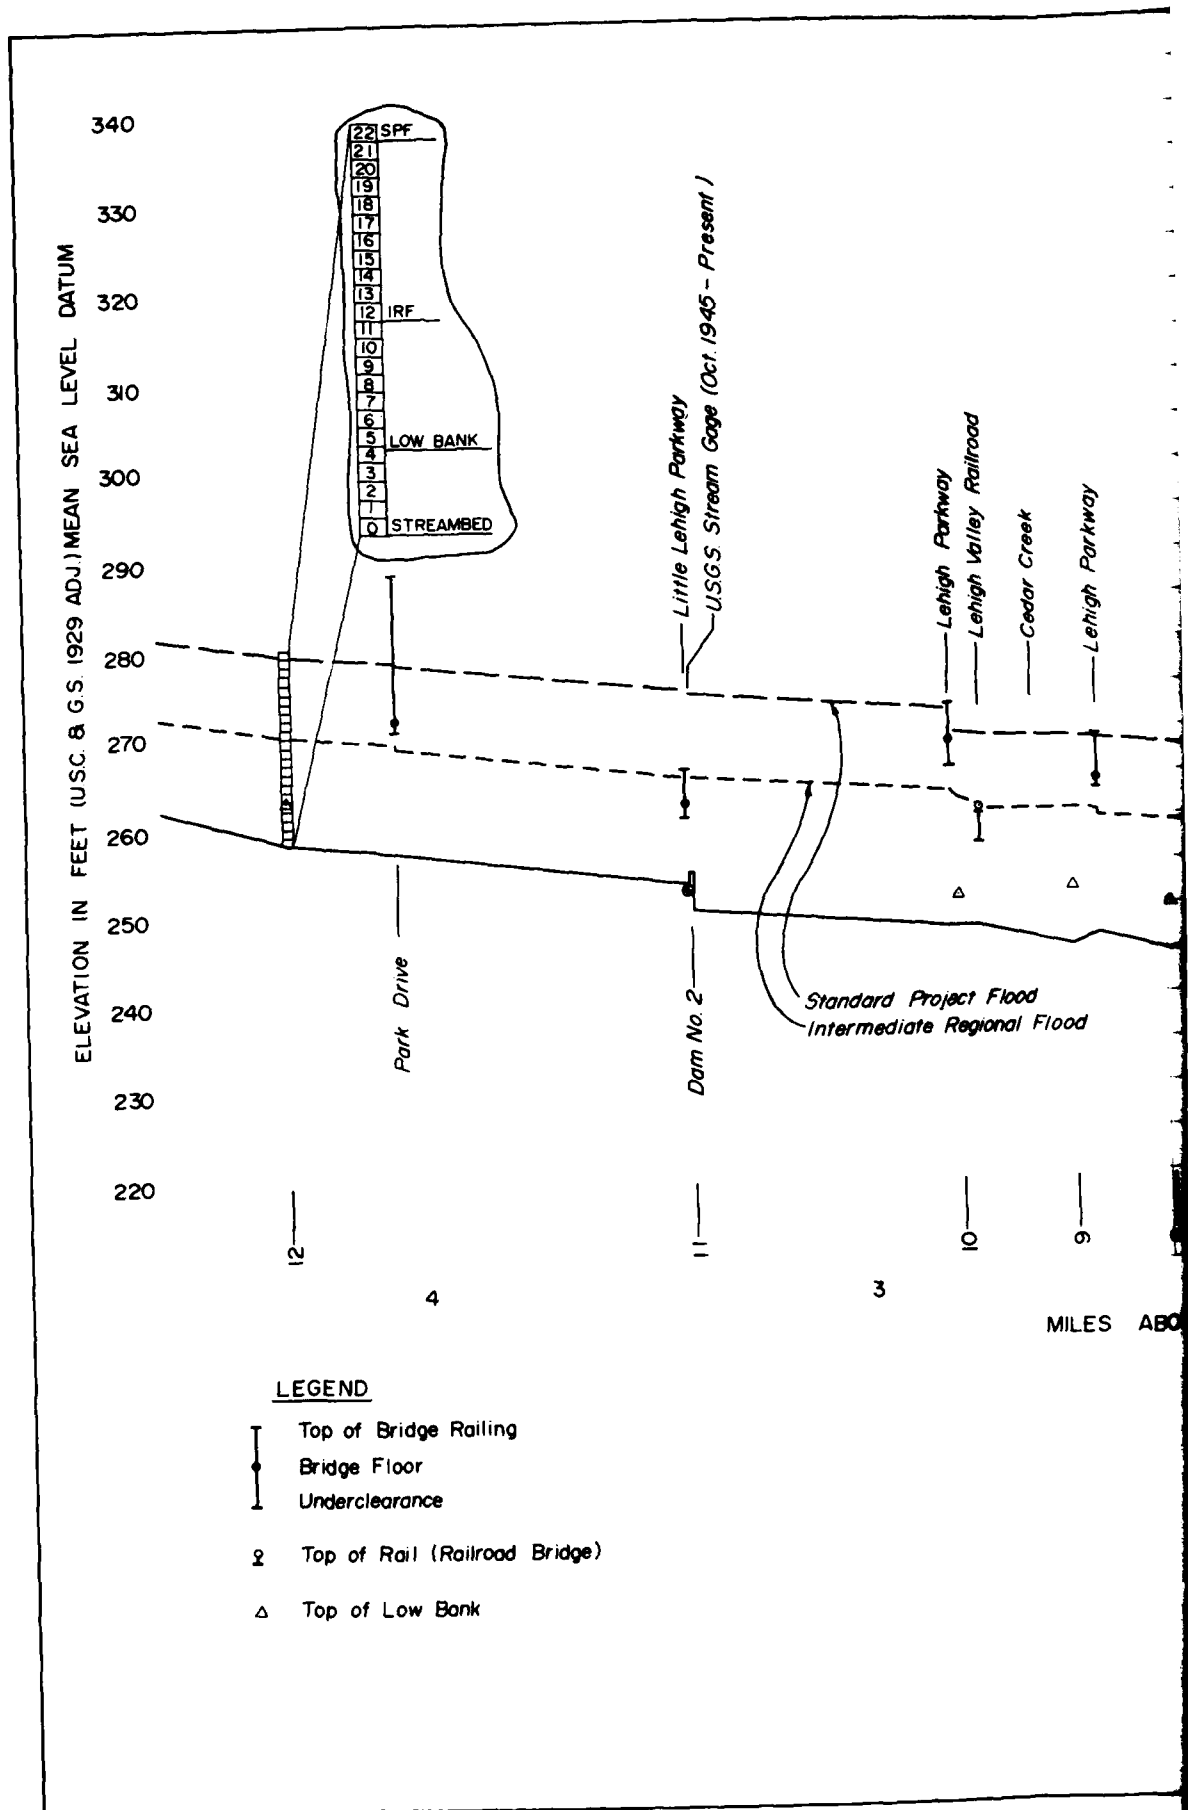 340
330
320
310
300
290
280
270
260
250
240
230
220
ELEVATION IN FEET (U.S.C. & G.S. 1929 ADJ.) MEAN SEA LEVEL DATUM
22 SPF
21
20
19
18
17
16
15
14
13
12 IRF
11
10
9
8
7
6
5 LOW BANK
4
3
2
1
0 STREAMBED
Little Lehigh Parkway
U.S.G.S. Stream Gage (Oct. 1945 - Present)
Lehigh Parkway
Lehigh Valley Railroad
Cedar Creek
Lehigh Parkway
Park Drive
Dam No. 2
Standard Project Flood
Intermediate Regional Flood
12
11
10
9
4
3
MILES ABO
LEGEND
Top of Bridge Railing
Bridge Floor
Underclearance
Top of Rail (Railroad Bridge)
Top of Low Bank